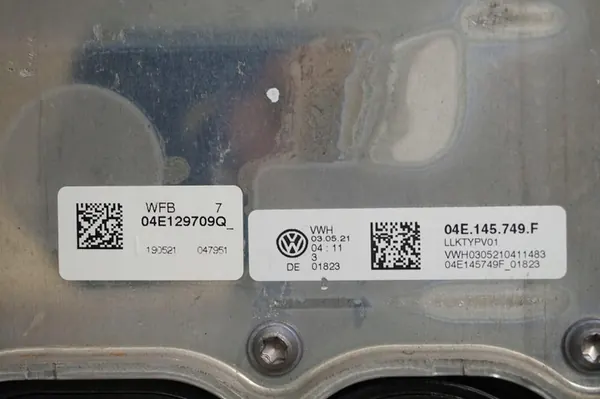 WFB 7
04E129709Q_
190521 047951
VWH
03.05.21
04:11
3
DE 01823
04E.145.749.F
LLKTYPV01
VWH0305210411483
04E145749F_01823